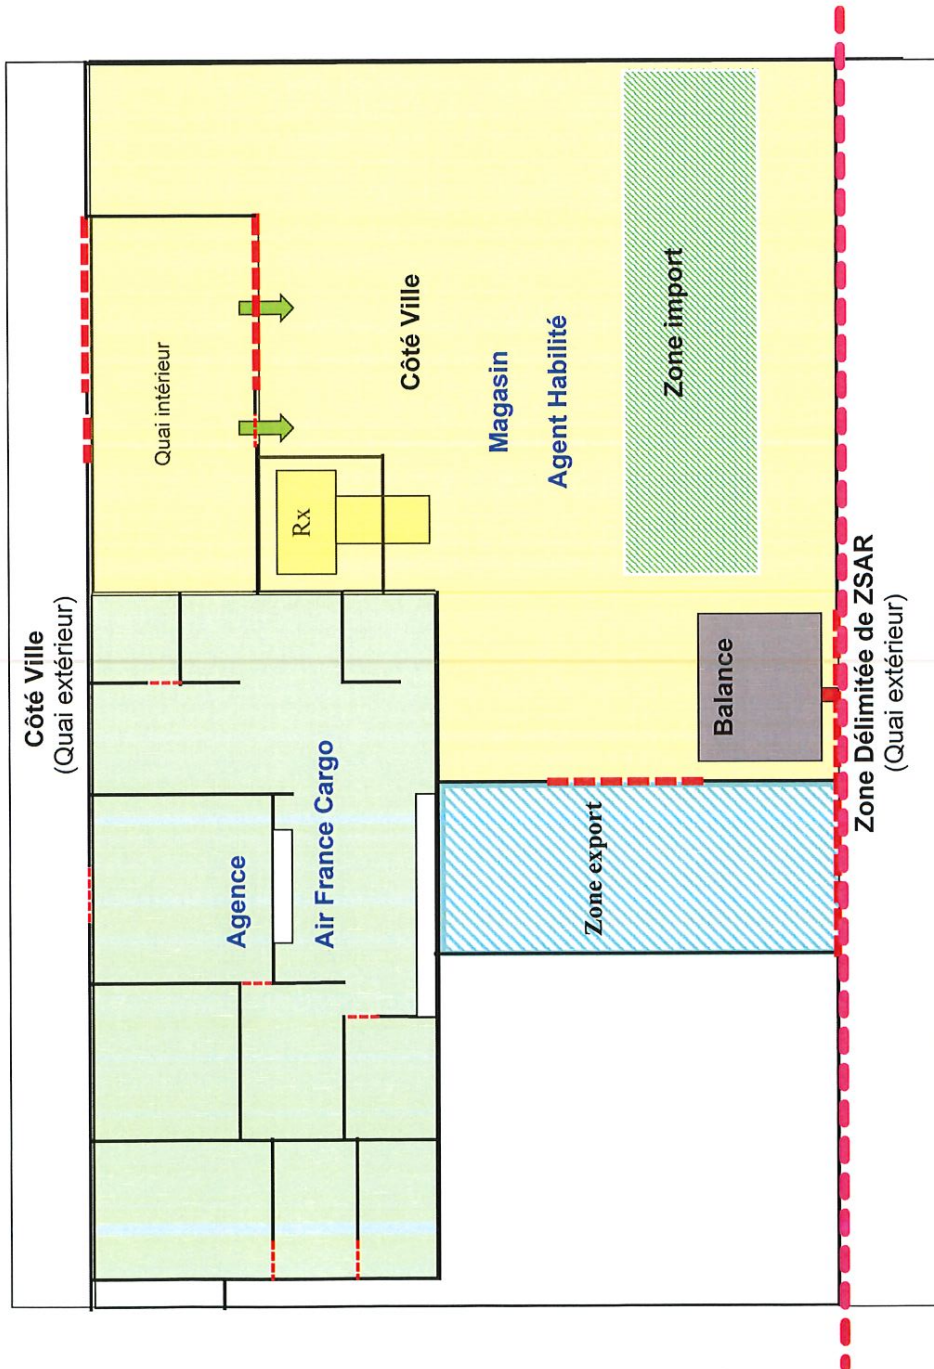 Côté Ville
(Quai extérieur)
Agence
Air France Cargo
Quai intérieur
Rx
Côté Ville
Magasin
Agent Habilité
Zone import
Zone export
Balance
Zone Délimitée de ZSAR
(Quai extérieur)